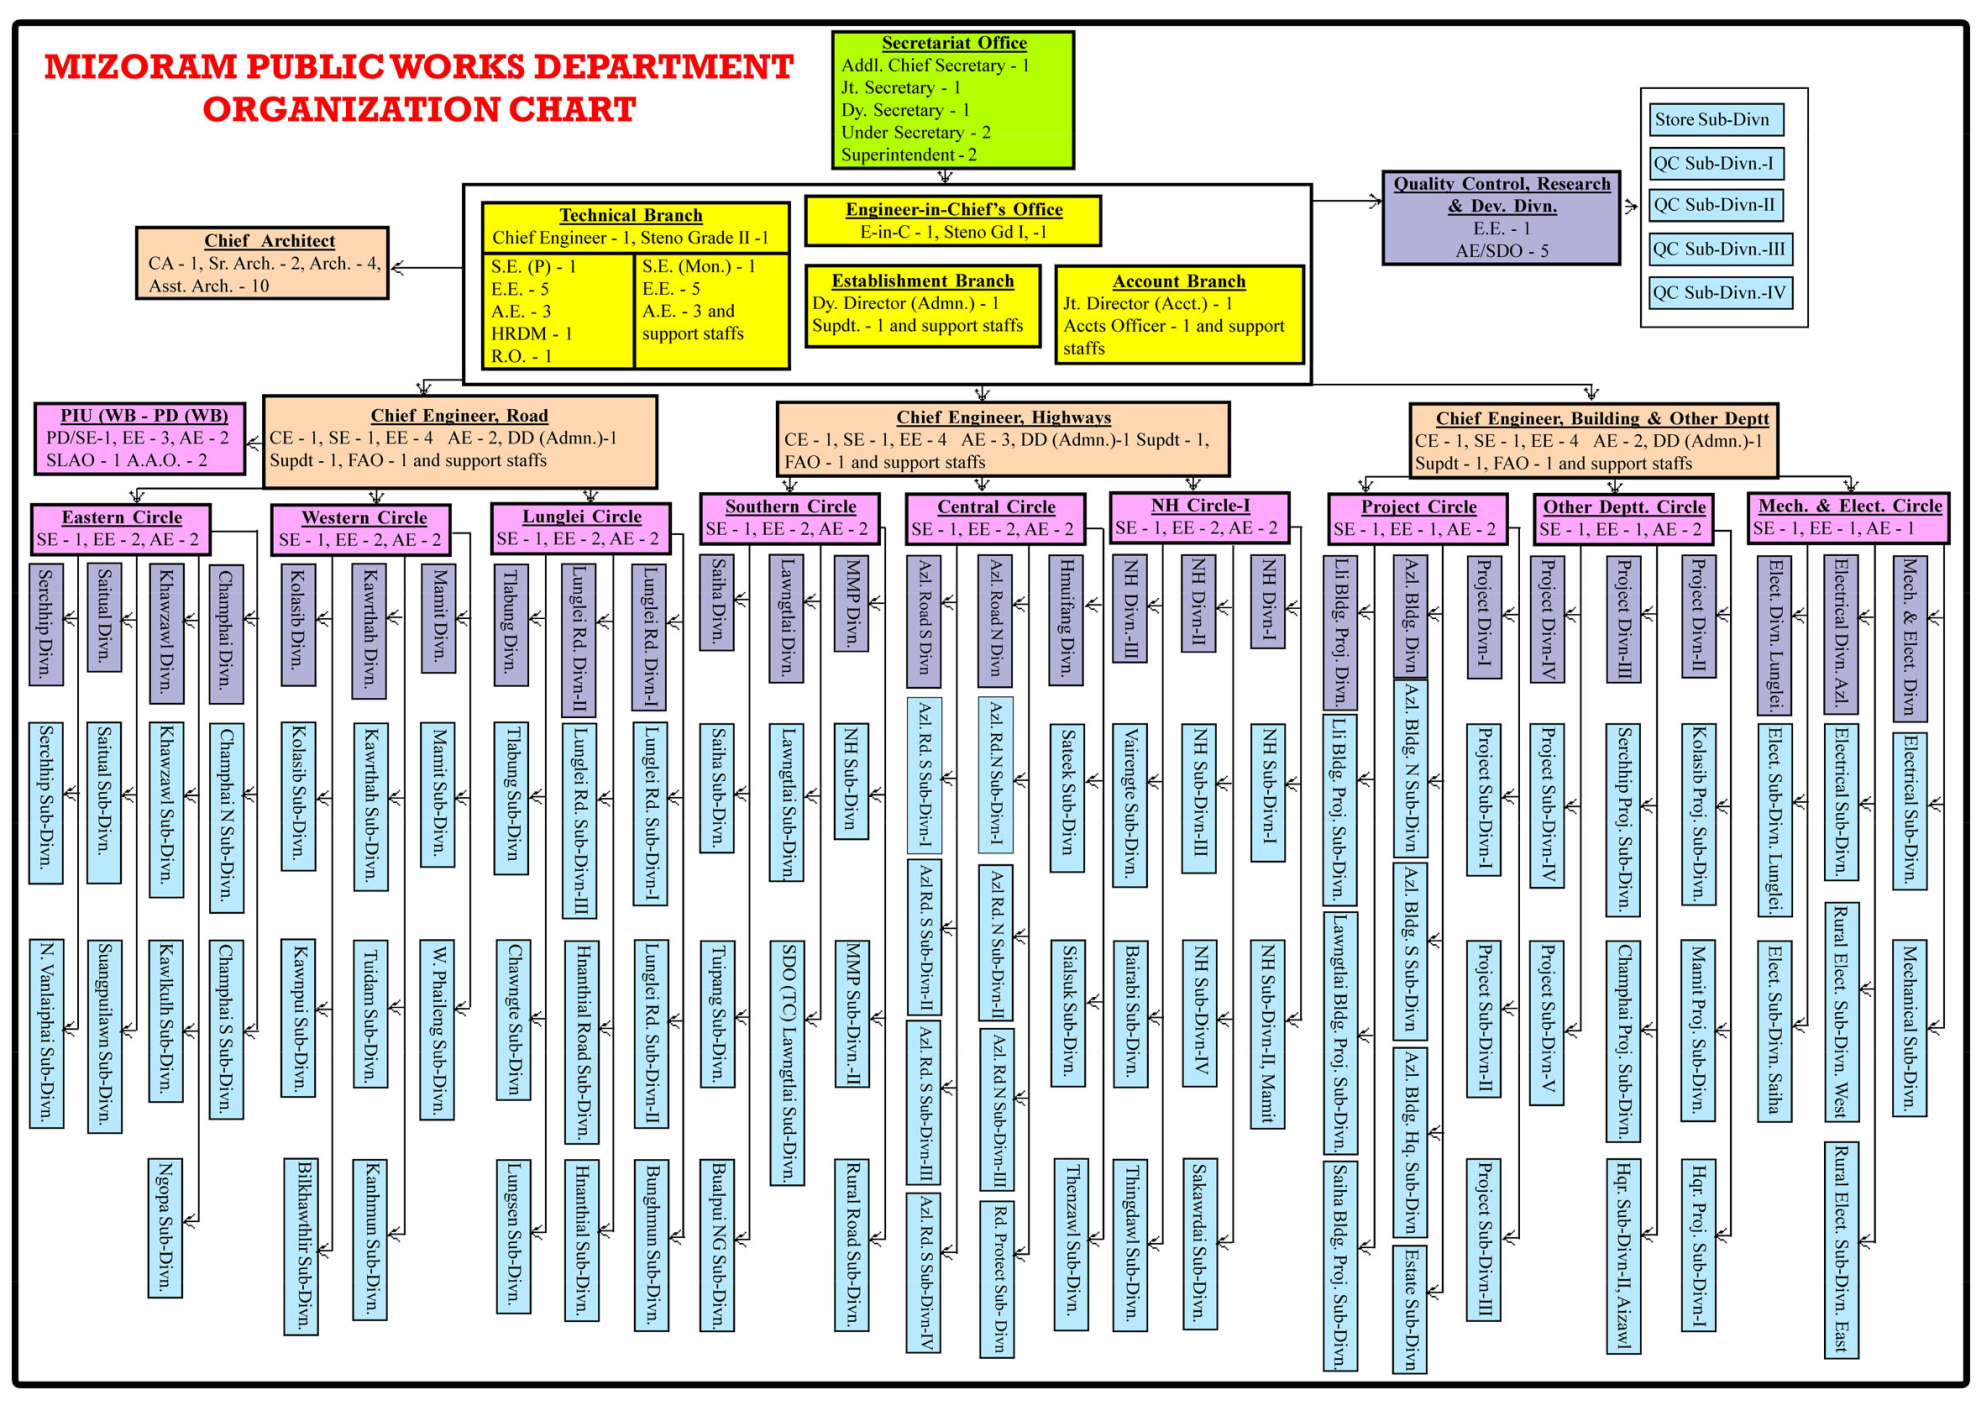 MIZORAM PUBLIC WORKS DEPARTMENT
ORGANIZATION CHART
Secretariat Office
Addl. Chief Secretary - 1
Jt. Secretary - 1
Dy. Secretary - 1
Under Secretary - 2
Superintendent - 2
Technical Branch
Chief Engineer - 1, Steno Grade II -1
S.E. (P) - 1
E.E. - 5
A.E. - 3
HRDM - 1
R.O. - 1
S.E. (Mon.) - 1
E.E. - 5
A.E. - 3 and
support staffs
Engineer-in-Chief's Office
E-in-C - 1, Steno Gd I, -1
Establishment Branch
Dy. Director (Admn.) - 1
Supdt. - 1 and support staffs
Account Branch
Jt. Director (Acct.) - 1
Accts Officer - 1 and support
staffs
Chief Architect
CA - 1, Sr. Arch. - 2, Arch. - 4,
Asst. Arch. - 10
Quality Control, Research
& Dev. Divn.
E.E. - 1
AE/SDO - 5
Store Sub-Divn
QC Sub-Divn.-I
QC Sub-Divn-II
QC Sub-Divn.-III
QC Sub-Divn.-IV
PIU (WB - PD (WB)
PD/SE-1, EE - 3, AE - 2
SLAO - 1 A.A.O. - 2
Chief Engineer, Road
CE - 1, SE - 1, EE - 4 AE - 2, DD (Admn.)-1
Supdt - 1, FAO - 1 and support staffs
Chief Engineer, Highways
CE - 1, SE - 1, EE - 4 AE - 3, DD (Admn.)-1 Supdt - 1,
FAO - 1 and support staffs
Chief Engineer, Building & Other Deptt
CE - 1, SE - 1, EE - 4 AE - 2, DD (Admn.)-1
Supdt - 1, FAO - 1 and support staffs
Eastern Circle
SE - 1, EE - 2, AE - 2
Serchhip Divn.
Serchhip Sub-Divn.
N. Vanlaiphai Sub-Divn.
Saitual Divn.
Saitual Sub-Divn.
Suangpuilawn Sub-Divn.
Khawzawl Divn.
Khawzawl Sub-Divn.
Kawlkulh Sub-Divn.
Ngopa Sub-Divn.
Champhai Divn.
Champhai N Sub-Divn.
Champhai S Sub-Divn.
Western Circle
SE - 1, EE - 2, AE - 2
Kolasib Divn.
Kolasib Sub-Divn.
Kawnpui Sub-Divn.
Bilkhawthlir Sub-Divn.
Kawrthah Divn.
Kawrthah Sub-Divn.
Tuidam Sub-Divn.
Kanhmun Sub-Divn.
Mamit Divn.
Mamit Sub-Divn.
W. Phaileng Sub-Divn.
Lunglei Circle
SE - 1, EE - 2, AE - 2
Tlabung Divn.
Tlabung Sub-Divn
Chawngte Sub-Divn
Lungsen Sub-Divn.
Lunglei Rd. Divn-II
Lunglei Rd. Sub-Divn-III
Hnanthial Road Sub-Divn.
Hnanthial Sub-Divn.
Lunglei Rd. Divn-I
Lunglei Rd. Sub-Divn-I
Lunglei Rd. Sub-Divn-II
Bunghmun Sub-Divn.
Southern Circle
SE - 1, EE - 2, AE - 2
Saiha Divn.
Saiha Sub-Divn.
Tuipang Sub-Divn.
Bualpui NG Sub-Divn.
Lawngtlai Divn.
Lawngtlai Sub-Divn.
SDO (TC) Lawngtlai Sud-Divn.
MMP Divn.
NH Sub-Divn
MMP Sub-Divn.-II
Rural Road Sub-Divn.
Central Circle
SE - 1, EE - 2, AE - 2
Azl. Road S Divn
Azl. Rd. S Sub-Divn-I
Azl Rd. S Sub-Divn-II
Azl. Rd. S Sub-Divn-III
Azl. Rd. S Sub-Divn-IV
Azl. Road N Divn
Azl. Rd.N Sub-Divn-I
Azl Rd. N Sub-Divn-II
Azl. Rd N Sub-Divn-III
Rd. Protect Sub- Divn
Hmuifang Divn.
Sateek Sub-Divn
Sialsuk Sub-Divn.
Thenzawl Sub-Divn.
NH Circle-I
SE - 1, EE - 2, AE - 2
NH Divn.-III
Vairengte Sub-Divn.
Bairabi Sub-Divn.
Thingdawl Sub-Divn.
NH Divn-II
NH Sub-Divn-III
NH Sub-Divn-IV
Sakawrdai Sub-Divn.
NH Divn-I
NH Sub-Divn-I
NH Sub-Divn-II, Mamit
Project Circle
SE - 1, EE - 1, AE - 2
Lli Bldg. Proj. Divn.
Lli Bldg. Proj. Sub-Divn.
Lawngtlai Bldg. Proj. Sub-Divn.
Saiha Bldg. Proj. Sub-Divn.
Azl. Bldg. Divn
Azl. Bldg. N Sub-Divn
Azl. Bldg. S Sub-Divn
Azl. Bldg. Hq. Sub-Divn
Estate Sub-Divn
Project Divn-I
Project Sub-Divn-I
Project Sub-Divn-II
Project Sub-Divn-III
Other Deptt. Circle
SE - 1, EE - 1, AE - 2
Project Divn-IV
Project Sub-Divn-IV
Project Sub-Divn-V
Project Divn-III
Serchhip Proj. Sub-Divn.
Champhai Proj. Sub-Divn.
Hqr. Sub-Divn-II, Aizawl
Project Divn-II
Kolasib Proj. Sub-Divn.
Mamit Proj. Sub-Divn.
Hqr. Proj. Sub-Divn-I
Mech. & Elect. Circle
SE - 1, EE - 1, AE - 1
Elect. Divn. Lunglei.
Elect. Sub-Divn. Lunglei.
Elect. Sub-Divn. Saiha
Electrical Divn. Azl.
Electrical Sub-Divn.
Rural Elect. Sub-Divn. West
Rural Elect. Sub-Divn. East
Mech. & Elect. Divn
Electrical Sub-Divn.
Mechanical Sub-Divn.